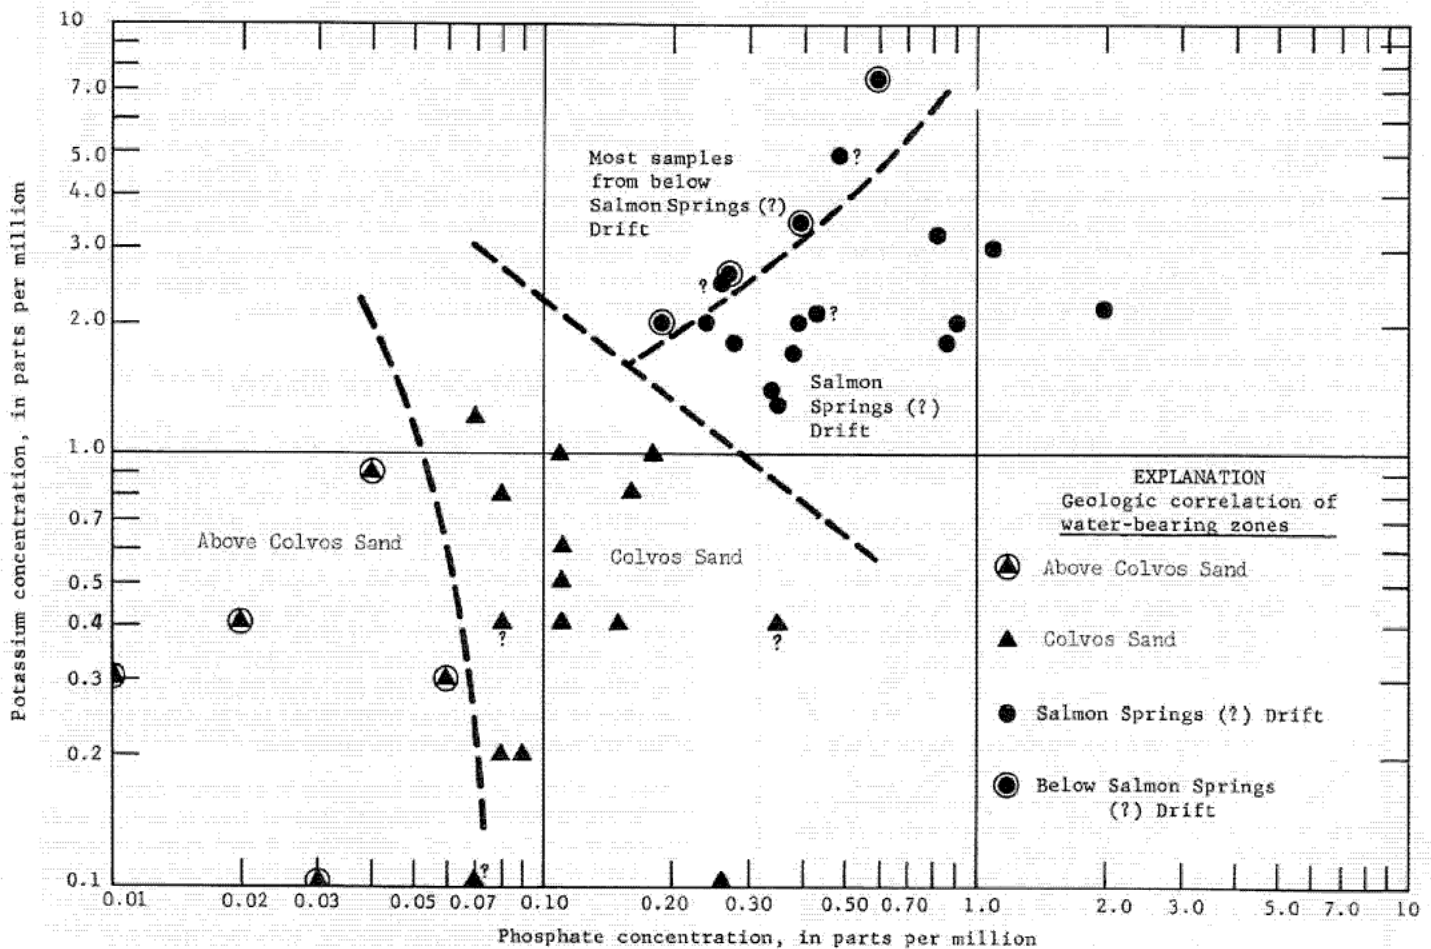 10
7.0
5.0
4.0
3.0
2.0
1.0
0.7
0.5
0.4
0.3
0.2
0.1
Potassium concentration, in parts per million
Most samples
from below
Salmon Springs (?)
Drift
?
?
?
Salmon
Springs (?)
Drift
Above Colvos Sand
Colvos Sand
?
?
?
EXPLANATION
Geologic correlation of
water-bearing zones
Above Colvos Sand
Colvos Sand
Salmon Springs (?) Drift
Below Salmon Springs
(?) Drift
0.01 0.02 0.03 0.05 0.07 0.10 0.20 0.30 0.50 0.70 1.0 2.0 3.0 5.0 7.0 10
Phosphate concentration, in parts per million